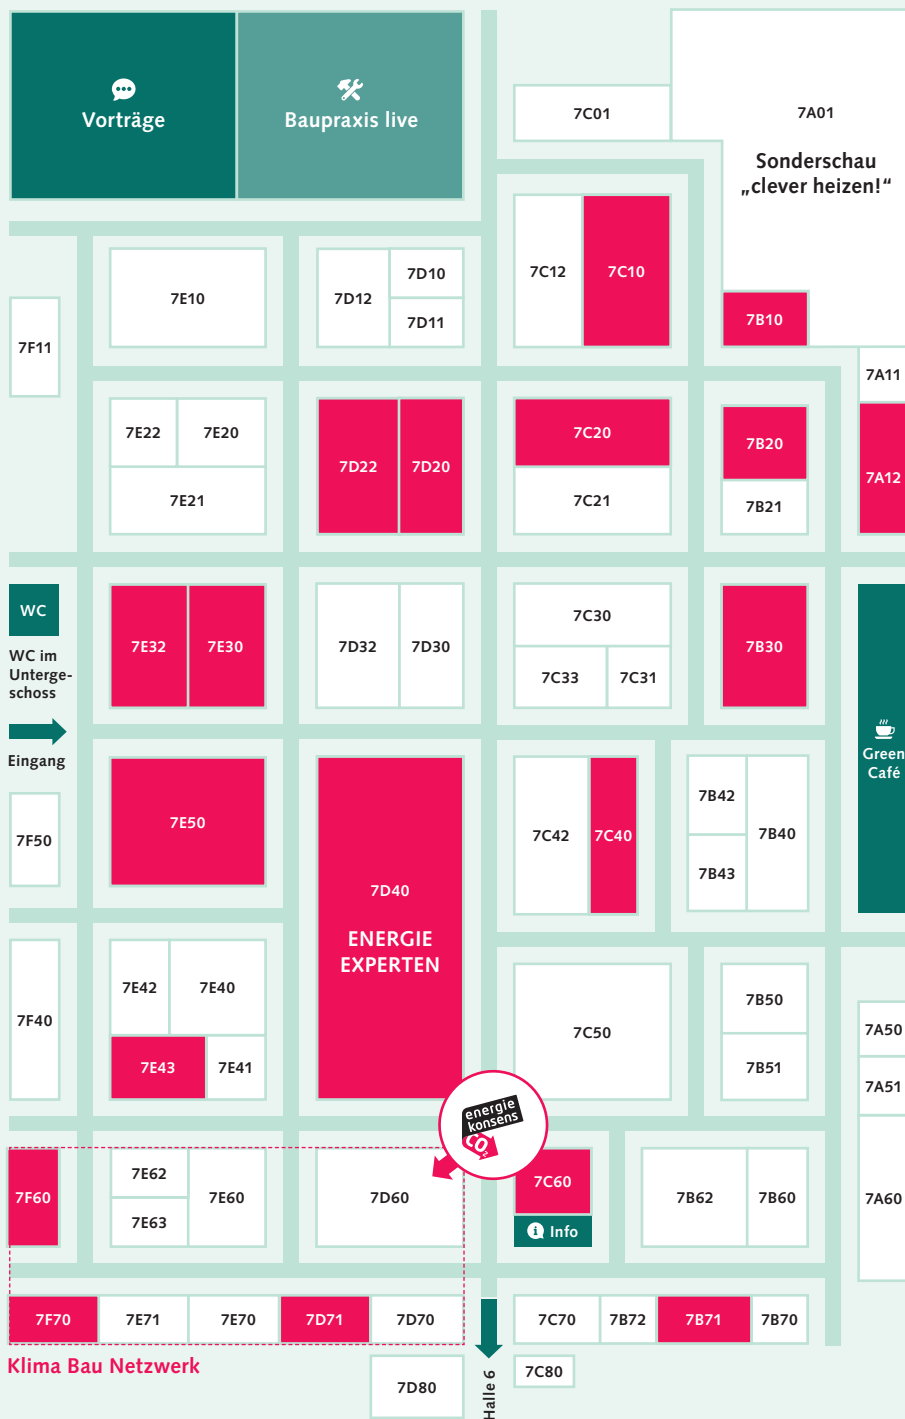 Vorträge
Baupraxis live
7C01
7A01
Sonderschau
„clever heizen!“
7E10
7D12
7D10
7D11
7C12
7C10
7B10
7F11
7A11
7E22
7E20
7E21
7D22
7D20
7C20
7C21
7B20
7B21
7A12
WC
WC im
Unterge-
schoss
Eingang
7E32
7E30
7D32
7D30
7C30
7C33
7C31
7B30
Green
Café
7F50
7E50
7D40
ENERGIE
EXPERTEN
7C42
7C40
7B42
7B43
7B40
7F40
7E42
7E40
7E43
7E41
7C50
7B50
7B51
7A50
7A51
7A60
energie
konsens
CO2
7F60
7E62
7E63
7E60
7D60
7C60
Info
7B62
7B60
7F70
7E71
7E70
7D71
7D70
7C70
7B72
7B71
7B70
Klima Bau Netzwerk
7D80
Halle 6
7C80